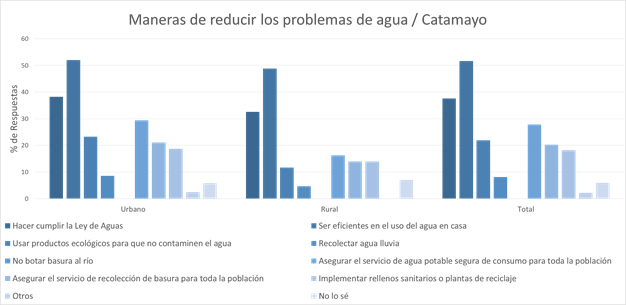 Maneras de reducir los problemas de agua / Catamayo
60
50
40
30
20
10
0
% de Respuestas
Urbano Rural Total
Hacer cumplir la Ley de Aguas Ser eficientes en el uso del agua en casa
Usar productos ecológicos para que no contaminen el agua Recolectar agua lluvia
No botar basura al río Asegurar el servicio de agua potable segura de consumo para toda la población
Asegurar el servicio de recolección de basura para toda la población Implementar rellenos sanitarios o plantas de reciclaje
Otros No lo sé